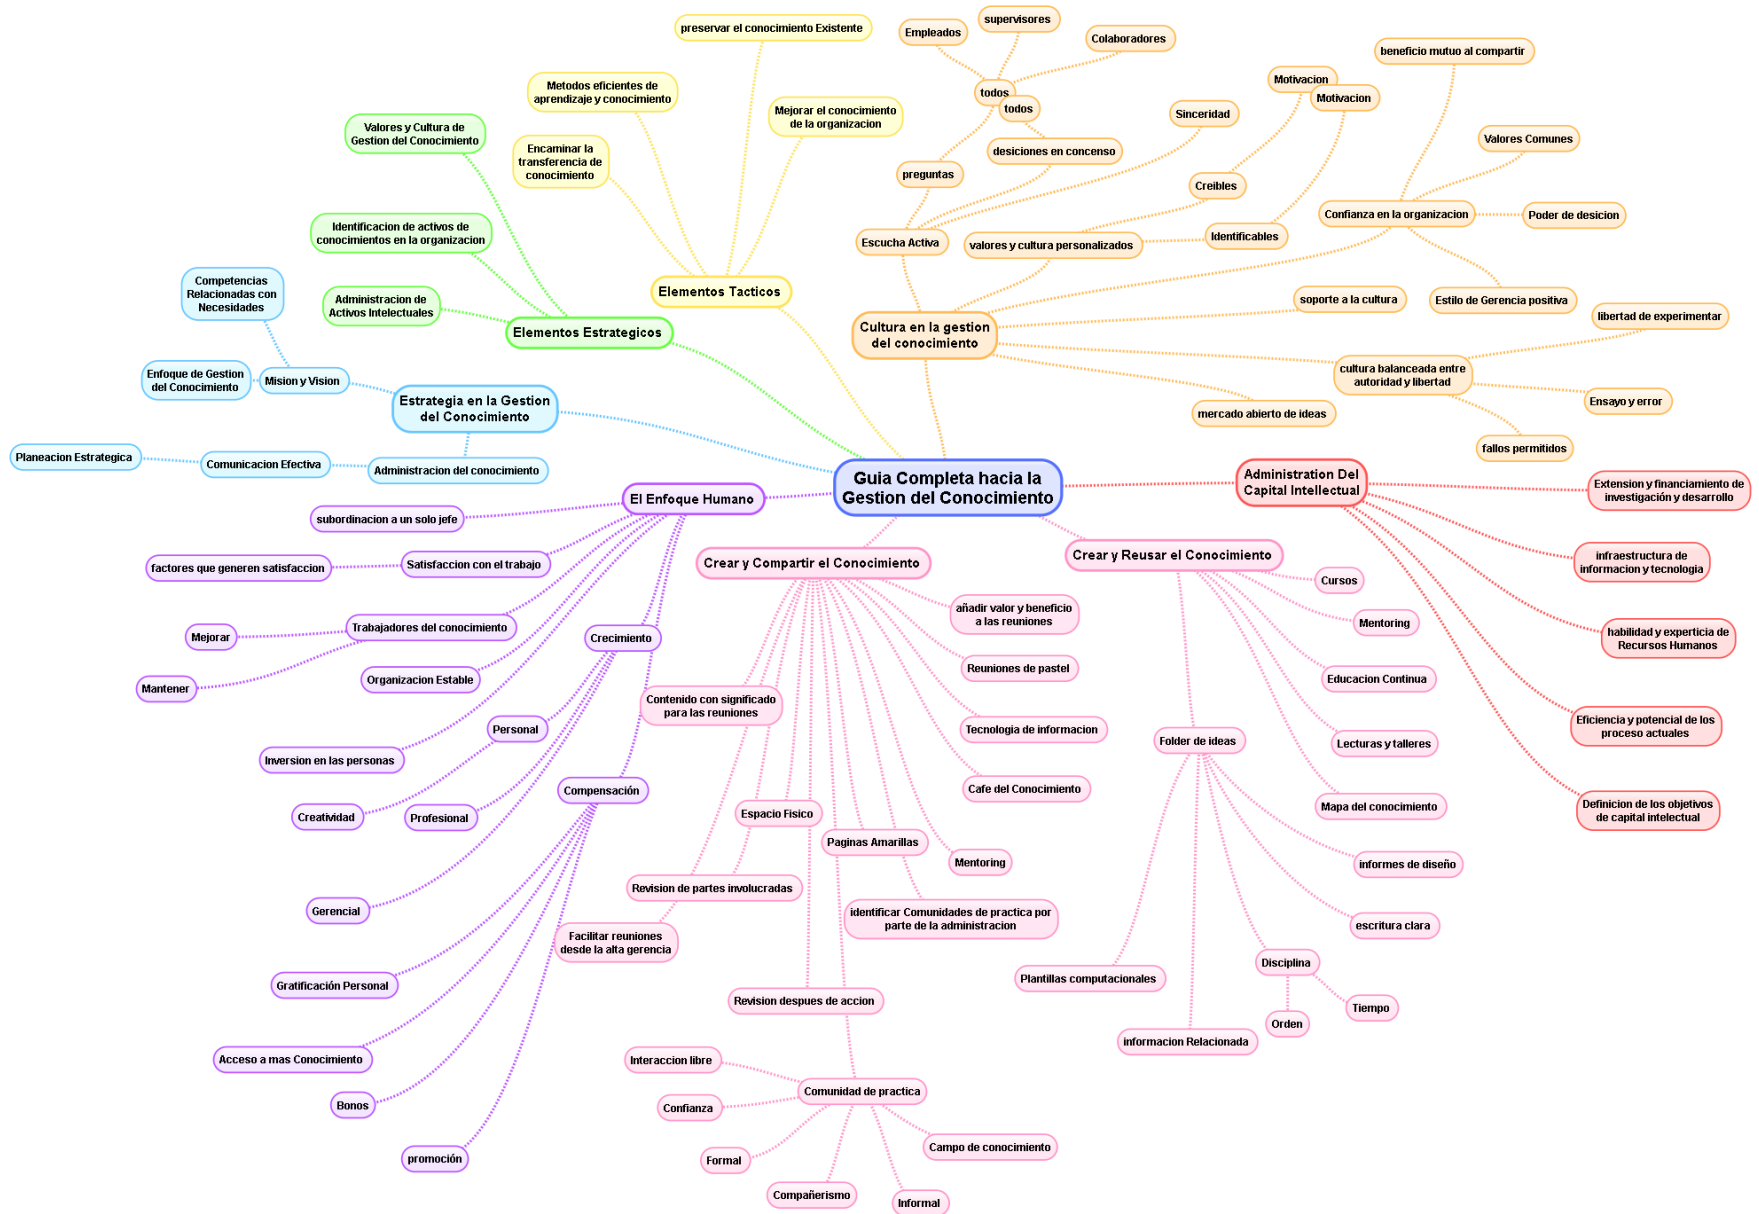 Guia Completa hacia la
Gestion del Conocimiento
Elementos Tacticos
preservar el conocimiento Existente
Metodos eficientes de
aprendizaje y conocimiento
Mejorar el conocimiento
de la organizacion
Encaminar la
transferencia de
conocimiento
Elementos Estrategicos
Valores y Cultura de
Gestion del Conocimiento
Identificacion de activos de
conocimientos en la organizacion
Administracion de
Activos Intelectuales
Estrategia en la Gestion
del Conocimiento
Competencias
Relacionadas con
Necesidades
Enfoque de Gestion
del Conocimiento
Mision y Vision
Planeacion Estrategica
Comunicacion Efectiva
Administracion del conocimiento
Cultura en la gestion
del conocimiento
Empleados
supervisores
Colaboradores
todos
todos
preguntas
desiciones en concenso
Sinceridad
Escucha Activa
Motivacion
Motivacion
Creibles
Identificables
valores y cultura personalizados
beneficio mutuo al compartir
Valores Comunes
Confianza en la organizacion
Poder de desicion
Estilo de Gerencia positiva
soporte a la cultura
libertad de experimentar
cultura balanceada entre
autoridad y libertad
Ensayo y error
fallos permitidos
mercado abierto de ideas
Administration Del
Capital Intellectual
Extension y financiamiento de
investigación y desarrollo
infraestructura de
informacion y tecnologia
habilidad y experticia de
Recursos Humanos
Eficiencia y potencial de los
proceso actuales
Definicion de los objetivos
de capital intelectual
El Enfoque Humano
subordinacion a un solo jefe
Satisfaccion con el trabajo
factores que generen satisfaccion
Trabajadores del conocimiento
Mejorar
Mantener
Organizacion Estable
Inversion en las personas
Crecimiento
Personal
Creatividad
Profesional
Gerencial
Compensación
Gratificación Personal
Acceso a mas Conocimiento
Bonos
promoción
Crear y Compartir el Conocimiento
añadir valor y beneficio
a las reuniones
Reuniones de pastel
Tecnologia de informacion
Cafe del Conocimiento
Mentoring
Contenido con significado
para las reuniones
Espacio Fisico
Paginas Amarillas
Revision de partes involucradas
identificar Comunidades de practica por
parte de la administracion
Facilitar reuniones
desde la alta gerencia
Revision despues de accion
Comunidad de practica
Interaccion libre
Confianza
Formal
Compañerismo
Informal
Campo de conocimiento
Crear y Reusar el Conocimiento
Cursos
Mentoring
Educacion Continua
Lecturas y talleres
Mapa del conocimiento
Folder de ideas
informes de diseño
escritura clara
Disciplina
Tiempo
Orden
Plantillas computacionales
informacion Relacionada